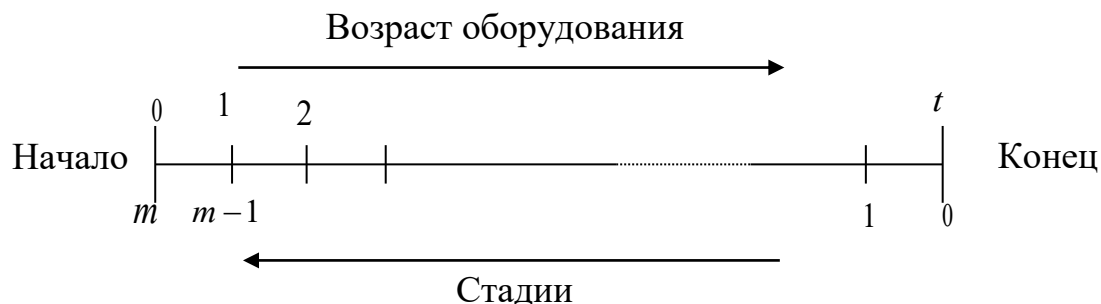 Возраст оборудования
0 1 2 t
Начало Конец
m m – 1 1 0
Стадии